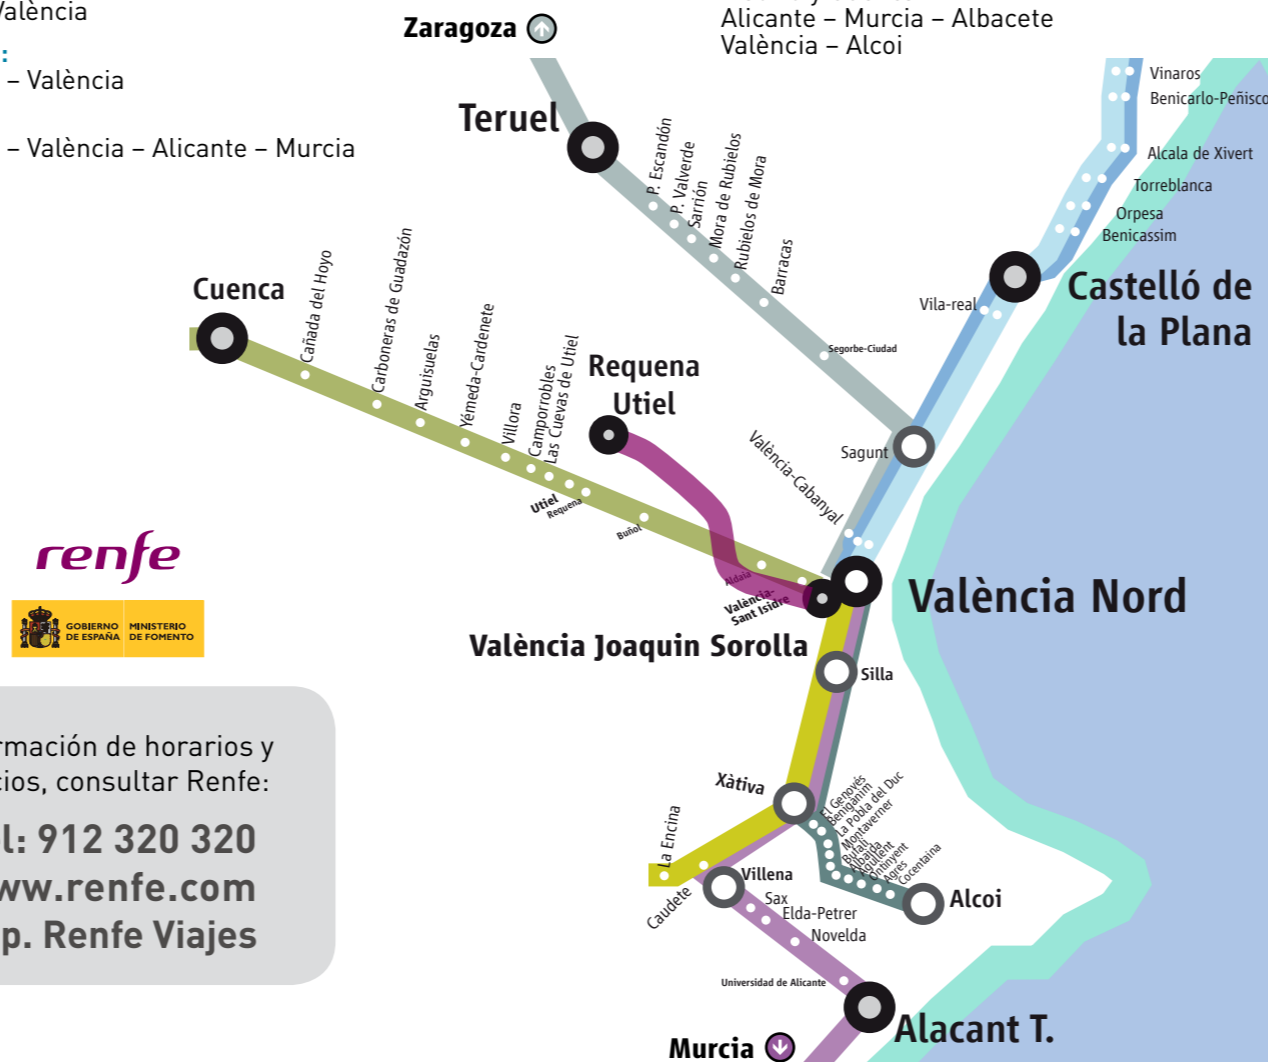 València
:
– València
– València – Alicante – Murcia
Alicante – Murcia – Albacete
València – Alcoi
Zaragoza
Teruel
P. Escandón
P. Valverde
Sarrión
Mora de Rubielos
Rubielos de Mora
Barracas
Segorbe-Ciudad
Vinaros
Benicarlo-Peñisco
Alcala de Xivert
Torreblanca
Orpesa
Benicassim
Castelló de
la Plana
Vila-real
Sagunt
València-Cabanyal
Cuenca
Cañada del Hoyo
Carboneras de Guadazón
Arguisuelas
Yémeda-Cardenete
Villora
Camporrobles
Las Cuevas de Utiel
Utiel
Requena
Buñol
Aldaia
València-
Sant Isidre
Requena
Utiel
València Nord
València Joaquin Sorolla
Silla
Xàtiva
La Encina
Caudete
Villena
Sax
Elda-Petrer
Novelda
Universidad de Alicante
Alacant T.
Murcia
El Genovés
Benigànim
La Pobla del Duc
Montaverner
Bufali
Albaida
Agullent
Ontinyent
Agres
Cocentaina
Alcoi
renfe
GOBIERNO
DE ESPAÑA
MINISTERIO
DE FOMENTO
rmación de horarios y
cios, consultar Renfe:
l: 912 320 320
ww.renfe.com
p. Renfe Viajes